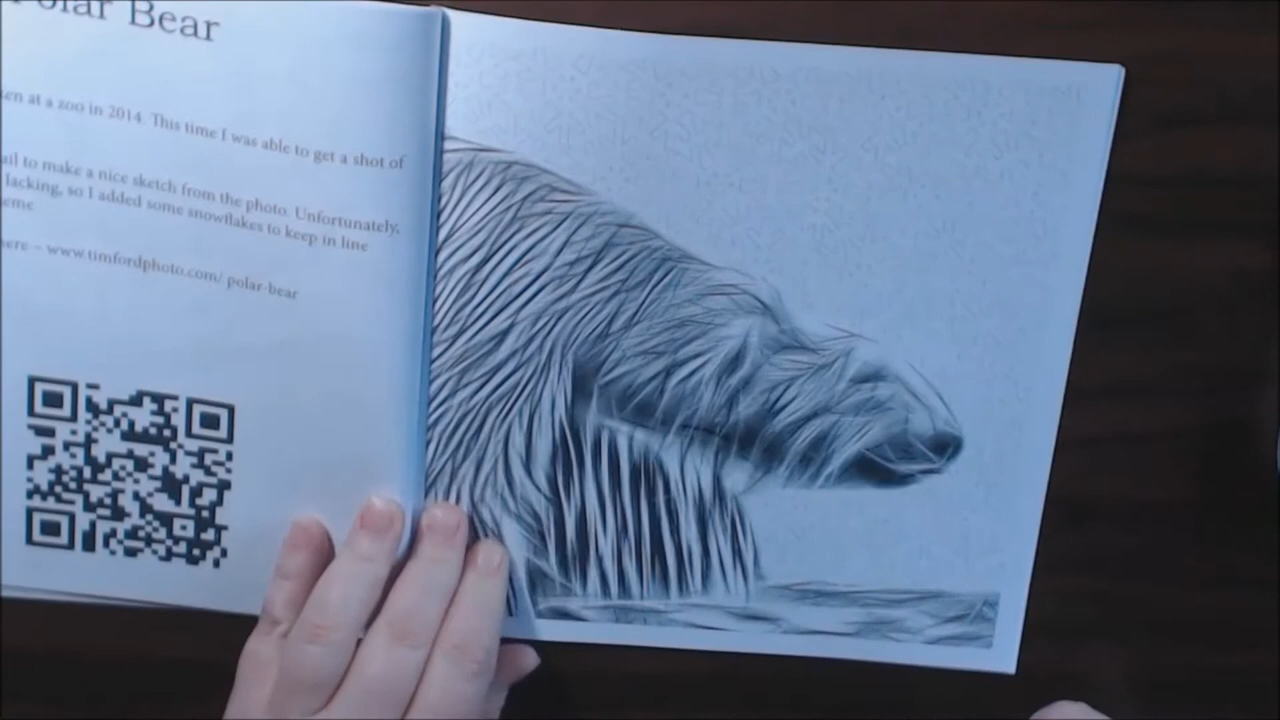 Polar Bear
en at a zoo in 2014. This time I was able to get a shot of
ail to make a nice sketch from the photo. Unfortunately,
lacking, so I added some snowflakes to keep in line
eme
here – www.timfordphoto.com/ polar-bear